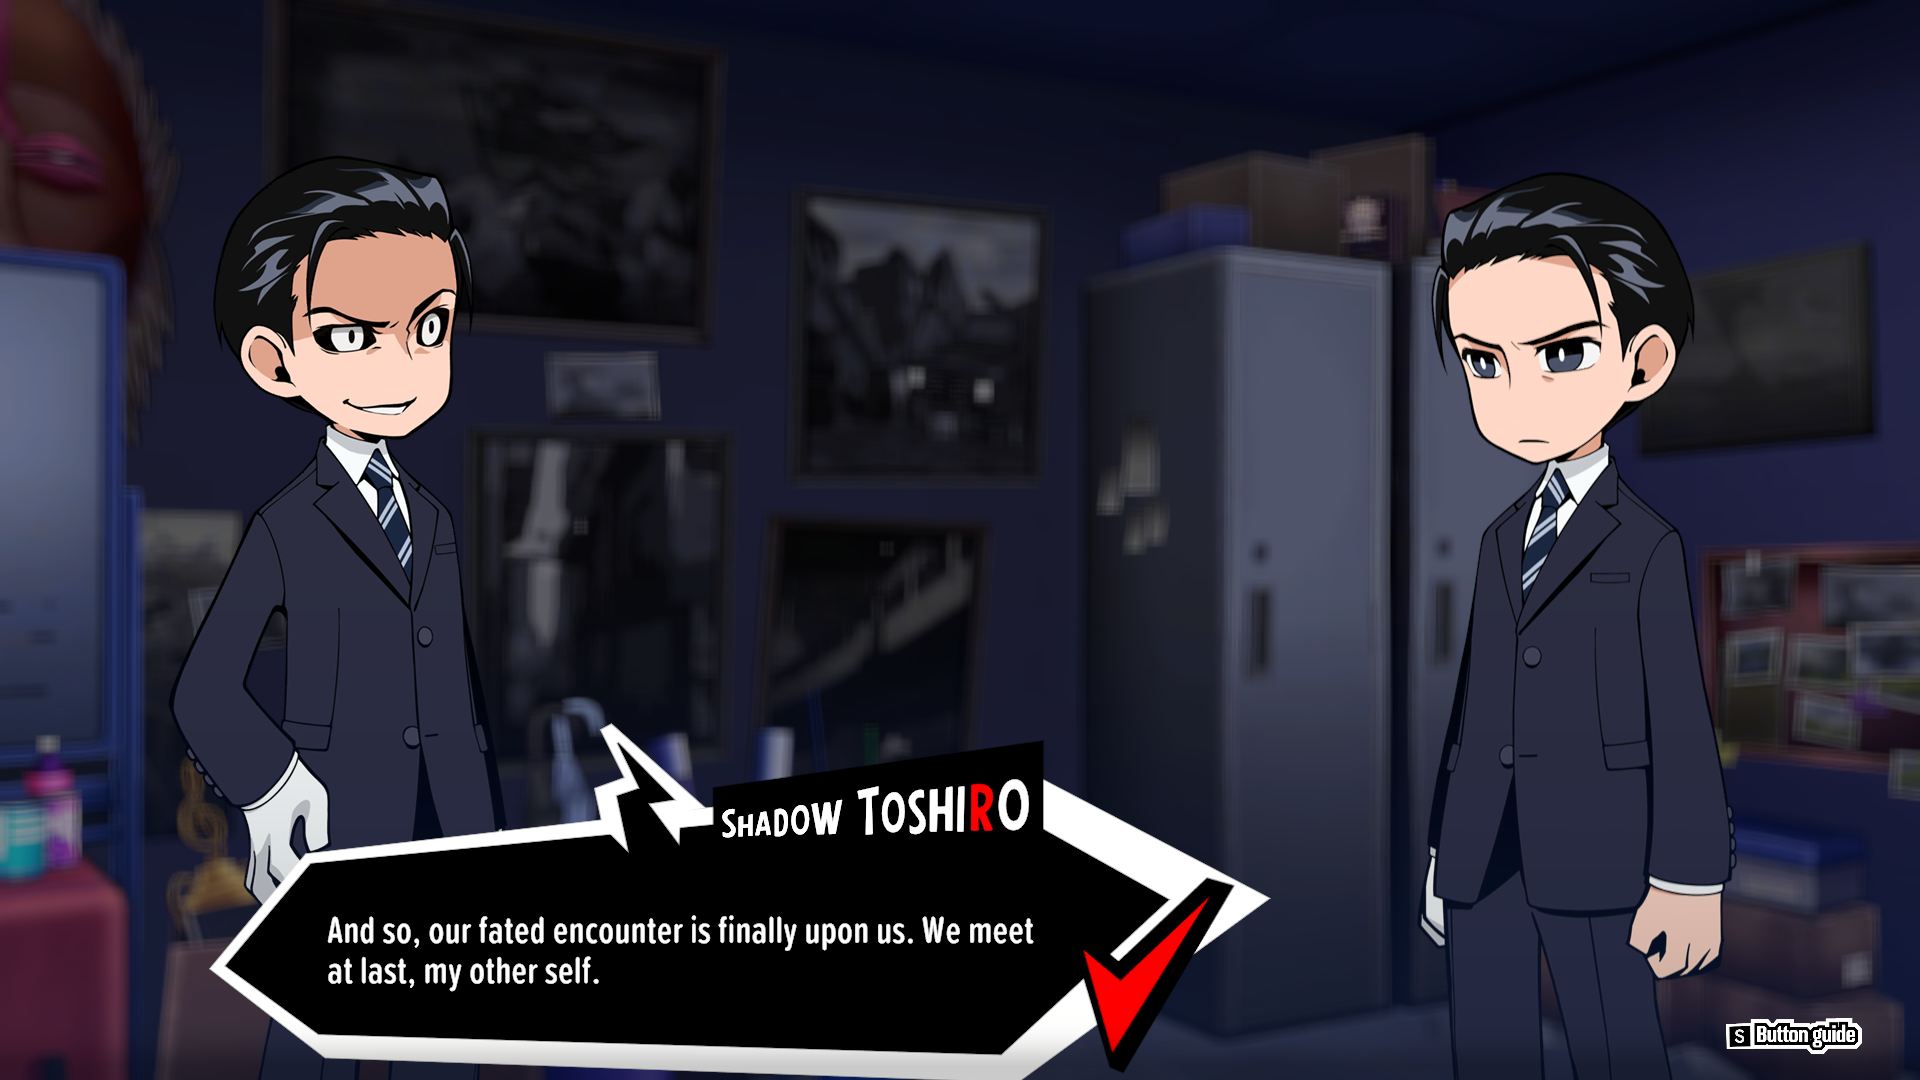 Shadow Toshiro
And so, our fated encounter is finally upon us. We meet
at last, my other self.
S Button guide